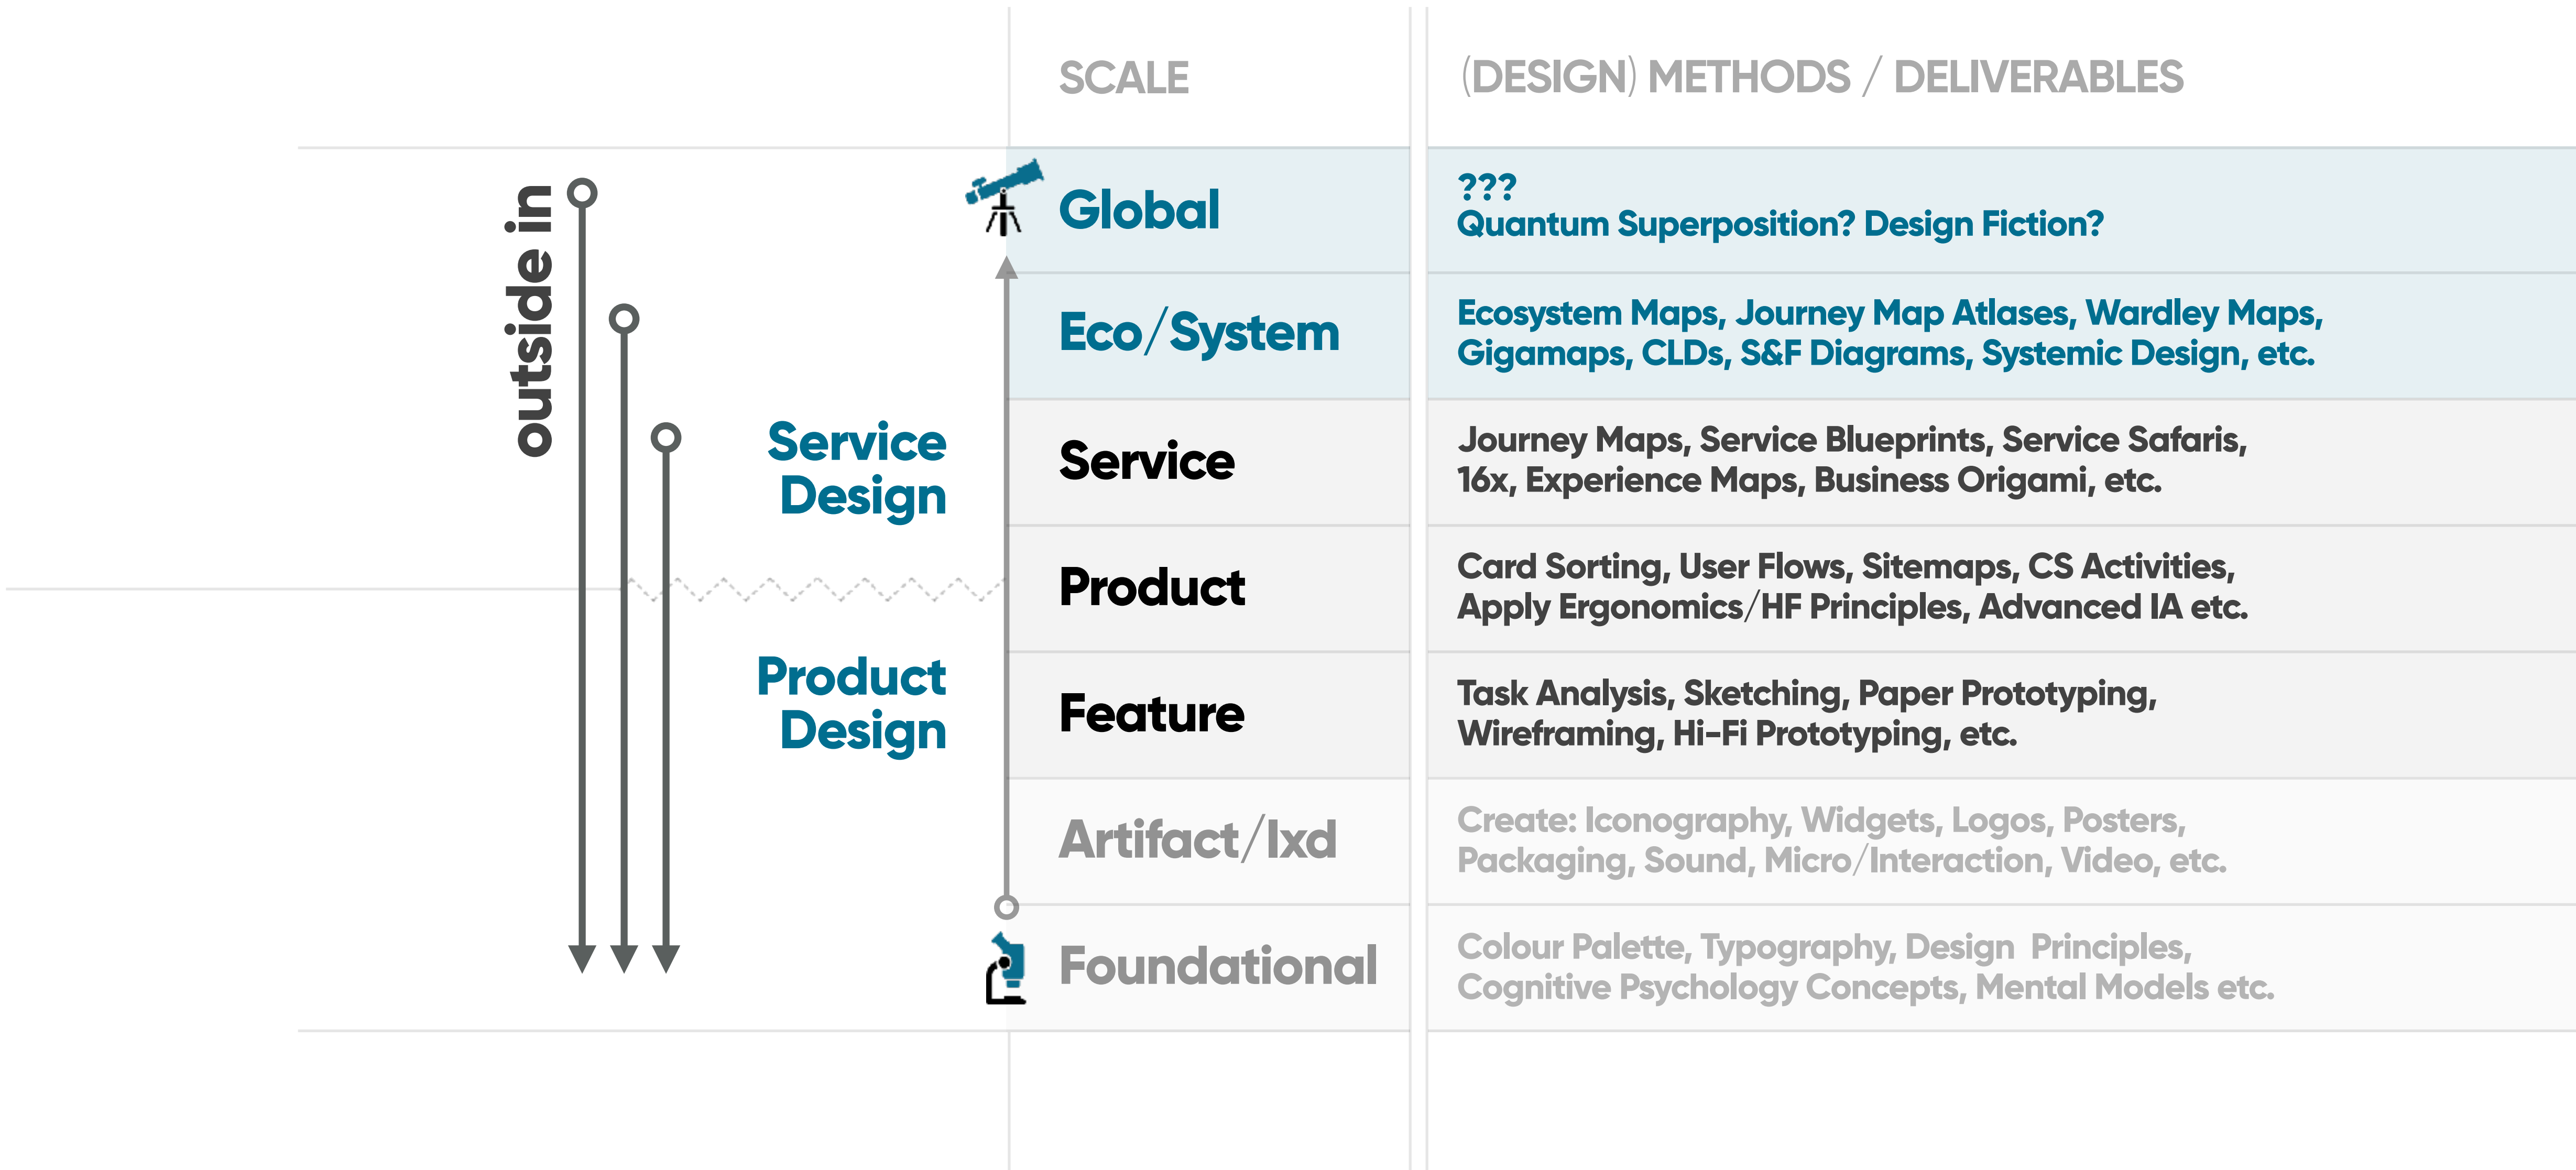 SCALE
(DESIGN) METHODS / DELIVERABLES
outside in
Global
???
Quantum Superposition? Design Fiction?
Eco/System
Ecosystem Maps, Journey Map Atlases, Wardley Maps,
Gigamaps, CLDs, S&F Diagrams, Systemic Design, etc.
Service
Design
Service
Journey Maps, Service Blueprints, Service Safaris,
16x, Experience Maps, Business Origami, etc.
Product
Card Sorting, User Flows, Sitemaps, CS Activities,
Apply Ergonomics/HF Principles, Advanced IA etc.
Product
Design
Feature
Task Analysis, Sketching, Paper Prototyping,
Wireframing, Hi-Fi Prototyping, etc.
Artifact/Ixd
Create: Iconography, Widgets, Logos, Posters,
Packaging, Sound, Micro/Interaction, Video, etc.
Foundational
Colour Palette, Typography, Design  Principles,
Cognitive Psychology Concepts, Mental Models etc.